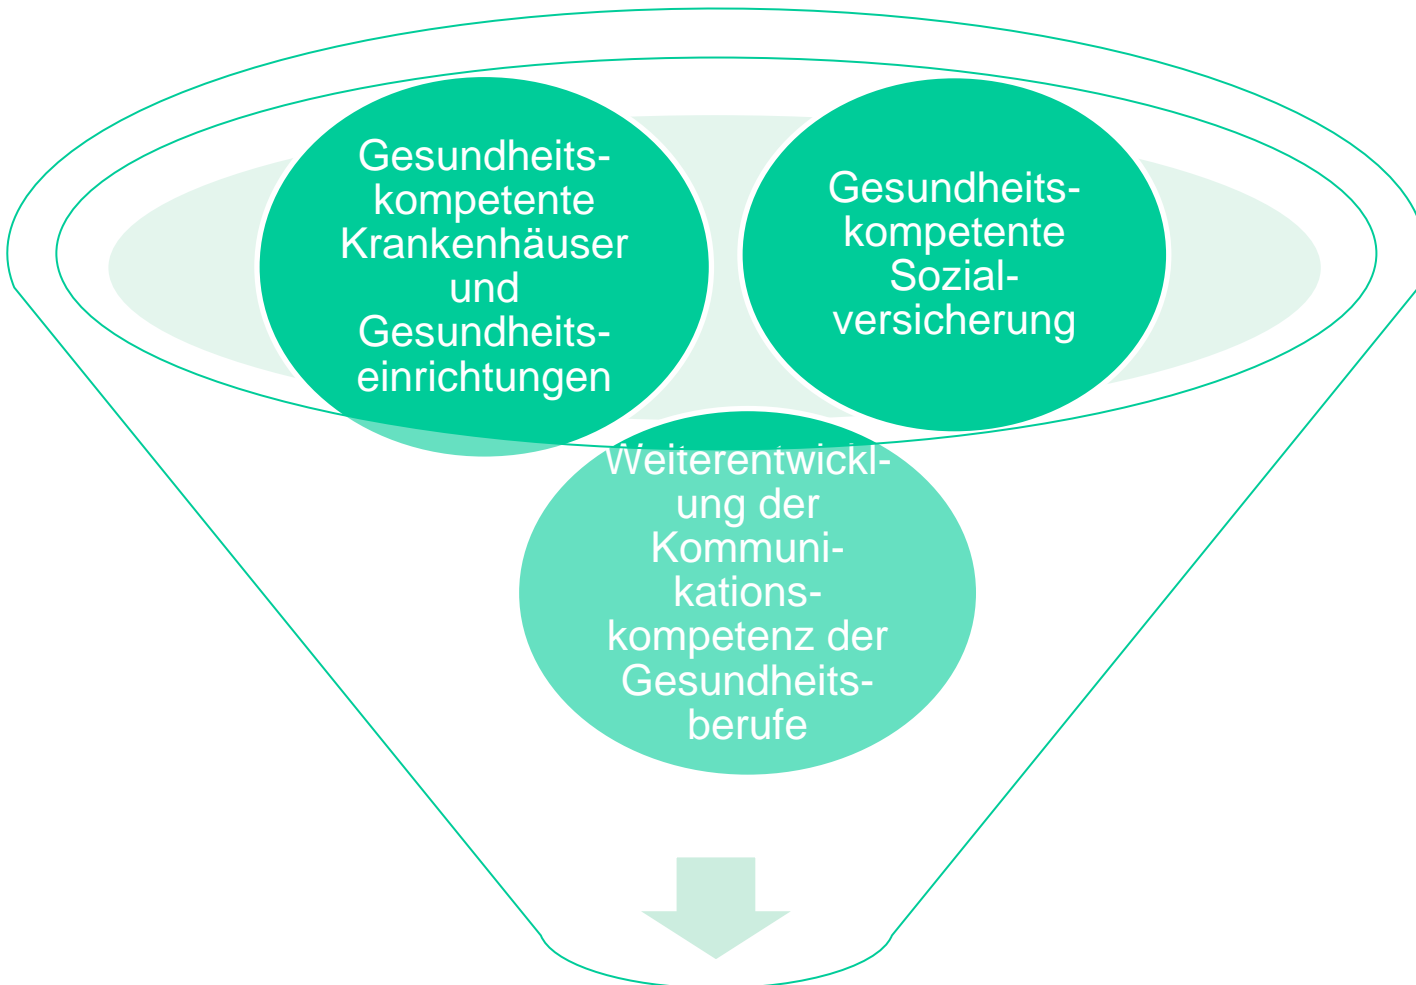 Gesundheits-
kompetente
Krankenhäuser
und
Gesundheits-
einrichtungen
Gesundheits-
kompetente
Sozial-
versicherung
Weiterentwickl-
ung der
Kommuni-
kations-
kompetenz der
Gesundheits-
berufe